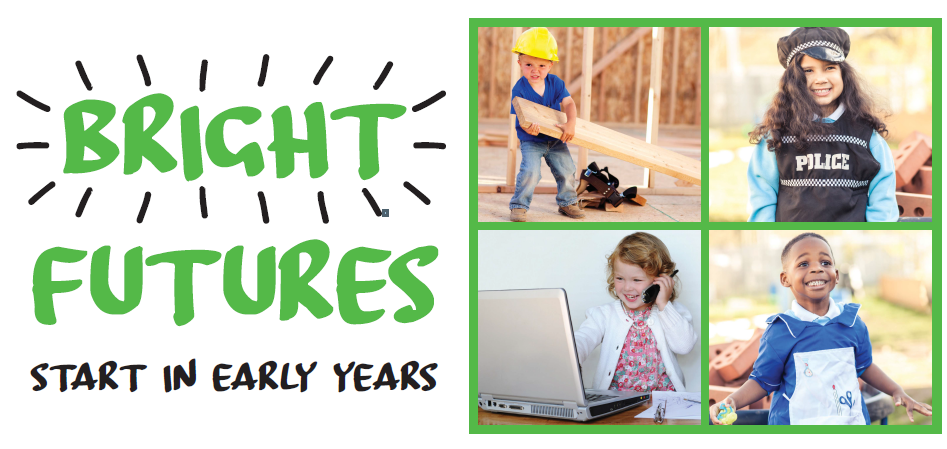 BRIGHT
FUTURES
START IN EARLY YEARS
POLICE